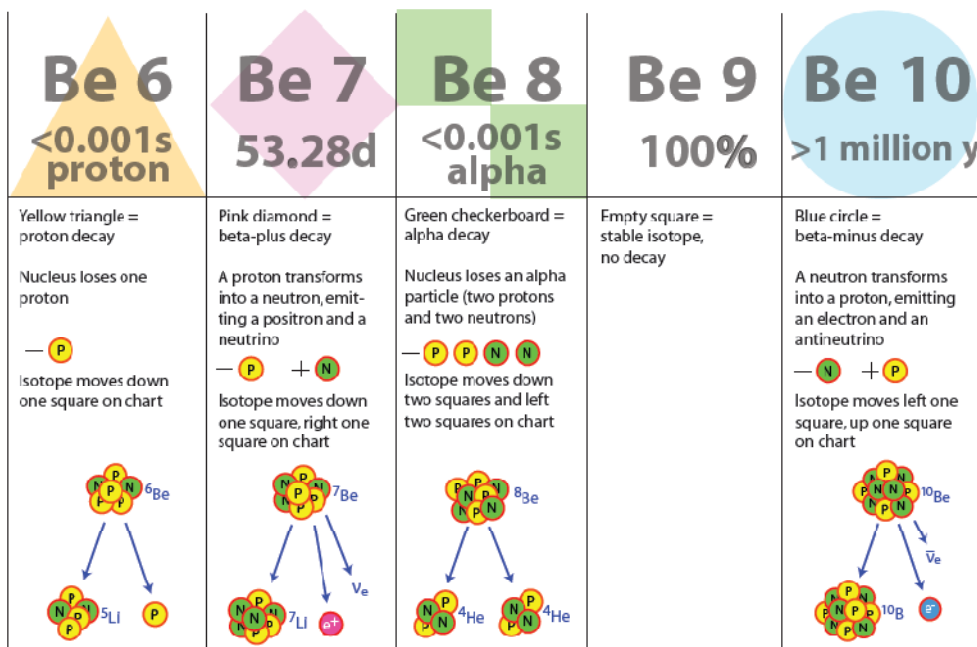 Be 6
<0.001s
proton
Be 7
53.28d
Be 8
<0.001s
alpha
Be 9
100%
Be 10
>1 million y
Yellow triangle =
proton decay
Nucleus loses one
proton
− P
Isotope moves down
one square on chart
P
N N
P
P P
⁶Be
P
N N
P
P
⁵Li
P
Pink diamond =
beta-plus decay
A proton transforms
into a neutron, emit-
ting a positron and a
neutrino
− P + N
Isotope moves down
one square, right one
square on chart
P
N N
P
N P
P
⁷Be
νe
P
N N
N
N P
P
⁷Li
e⁺
Green checkerboard =
alpha decay
Nucleus loses an alpha
particle (two protons
and two neutrons)
− P P N N
Isotope moves down
two squares and left
two squares on chart
P
P N
N P
N N
P
⁸Be
P
N
P N
⁴He
P
N
P N
⁴He
Empty square =
stable isotope,
no decay
Blue circle =
beta-minus decay
A neutron transforms
into a proton, emitting
an electron and an
antineutrino
− N + P
Isotope moves left one
square, up one square
on chart
P
N N
P N N P
N N
P
¹⁰Be
ν̅e
P
N N
P N P P
N N
P
¹⁰B
e⁻